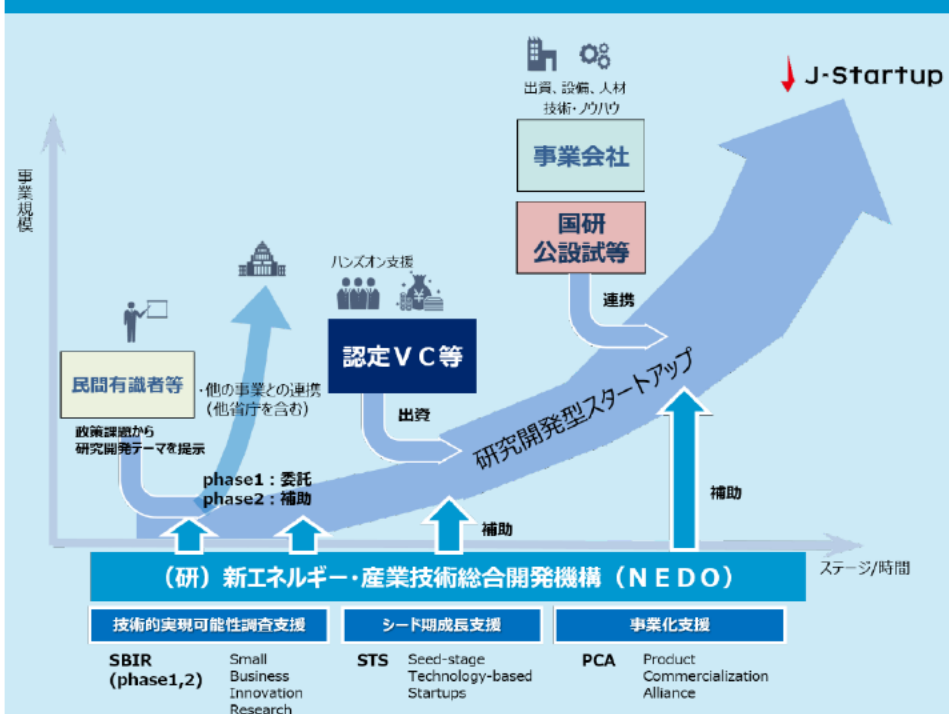 J-Startup
出資、設備、人材
技術・ノウハウ
事業会社
国研
公設試等
連携
事業規模
ハンズオン支援
認定ＶＣ等
出資
民間有識者等
・他の事業との連携
(他省庁を含む)
政策課題から
研究開発テーマを提示
phase1：委託
phase2：補助
研究開発型スタートアップ
補助
補助
ステージ/時間
（研）新エネルギー・産業技術総合開発機構（ＮＥＤＯ）
技術的実現可能性調査支援
シード期成長支援
事業化支援
SBIR
(phase1,2)
Small
Business
Innovation
Research
STS
Seed-stage
Technology-based
Startups
PCA
Product
Commercialization
Alliance